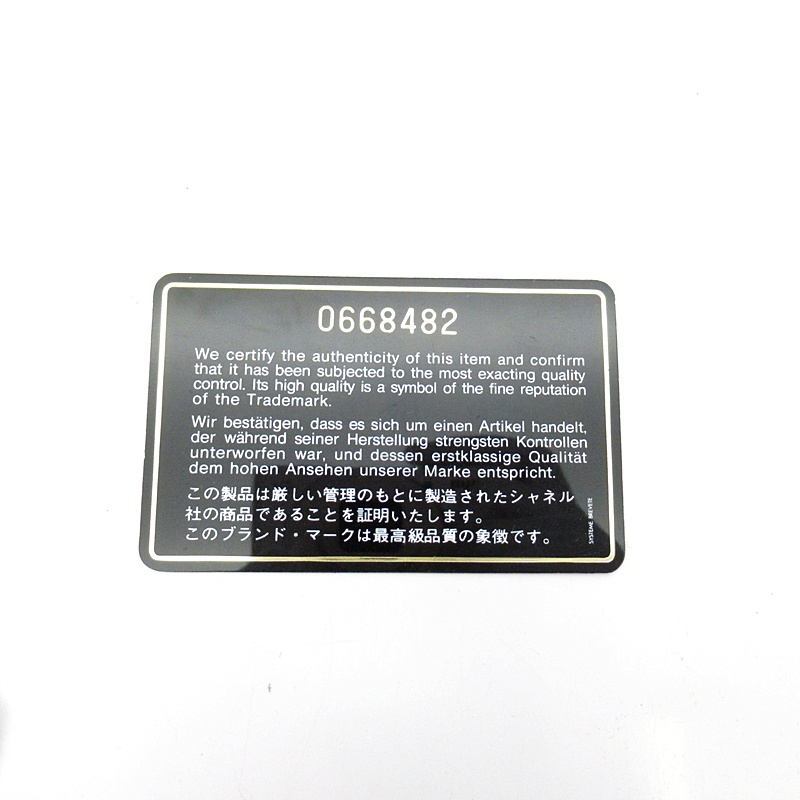 0668482
We certify the authenticity of this item and confirm
that it has been subjected to the most exacting quality
control. Its high quality is a symbol of the fine reputation
of the Trademark.
Wir bestätigen, dass es sich um einen Artikel handelt,
der während seiner Herstellung strengsten Kontrollen
unterworfen war, und dessen erstklassige Qualität
dem hohen Ansehen unserer Marke entspricht.
この製品は厳しい管理のもとに製造されたシャネル
社の商品であることを証明いたします。
このブランド・マークは最高級品質の象徴です。
SYSTEME BREVETE